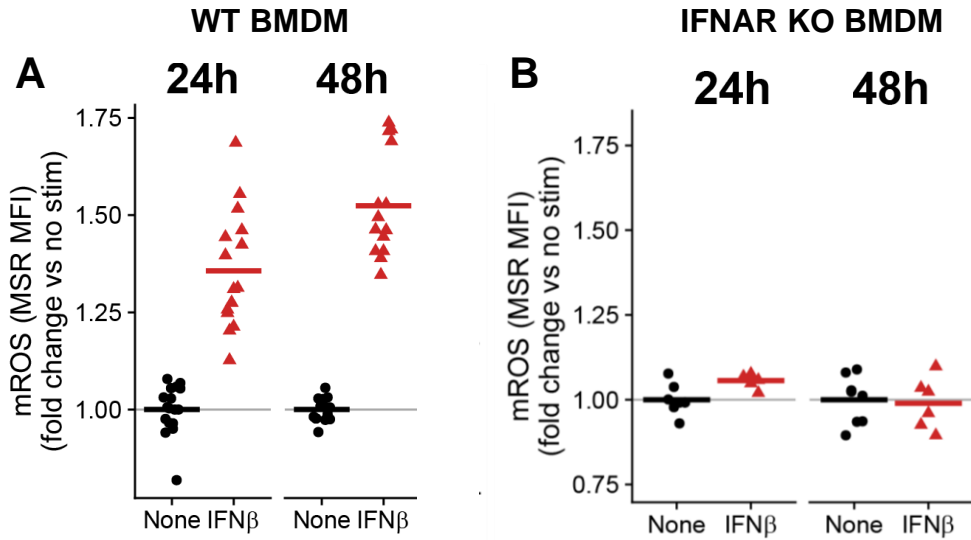 WT BMDM
IFNAR KO BMDM
A
24h
48h
mROS (MSR MFI)
(fold change vs no stim)
1.75
1.50
1.25
1.00
None IFNβ
None IFNβ
B
24h
48h
mROS (MSR MFI)
(fold change vs no stim)
1.75
1.50
1.25
1.00
0.75
None IFNβ
None IFNβ